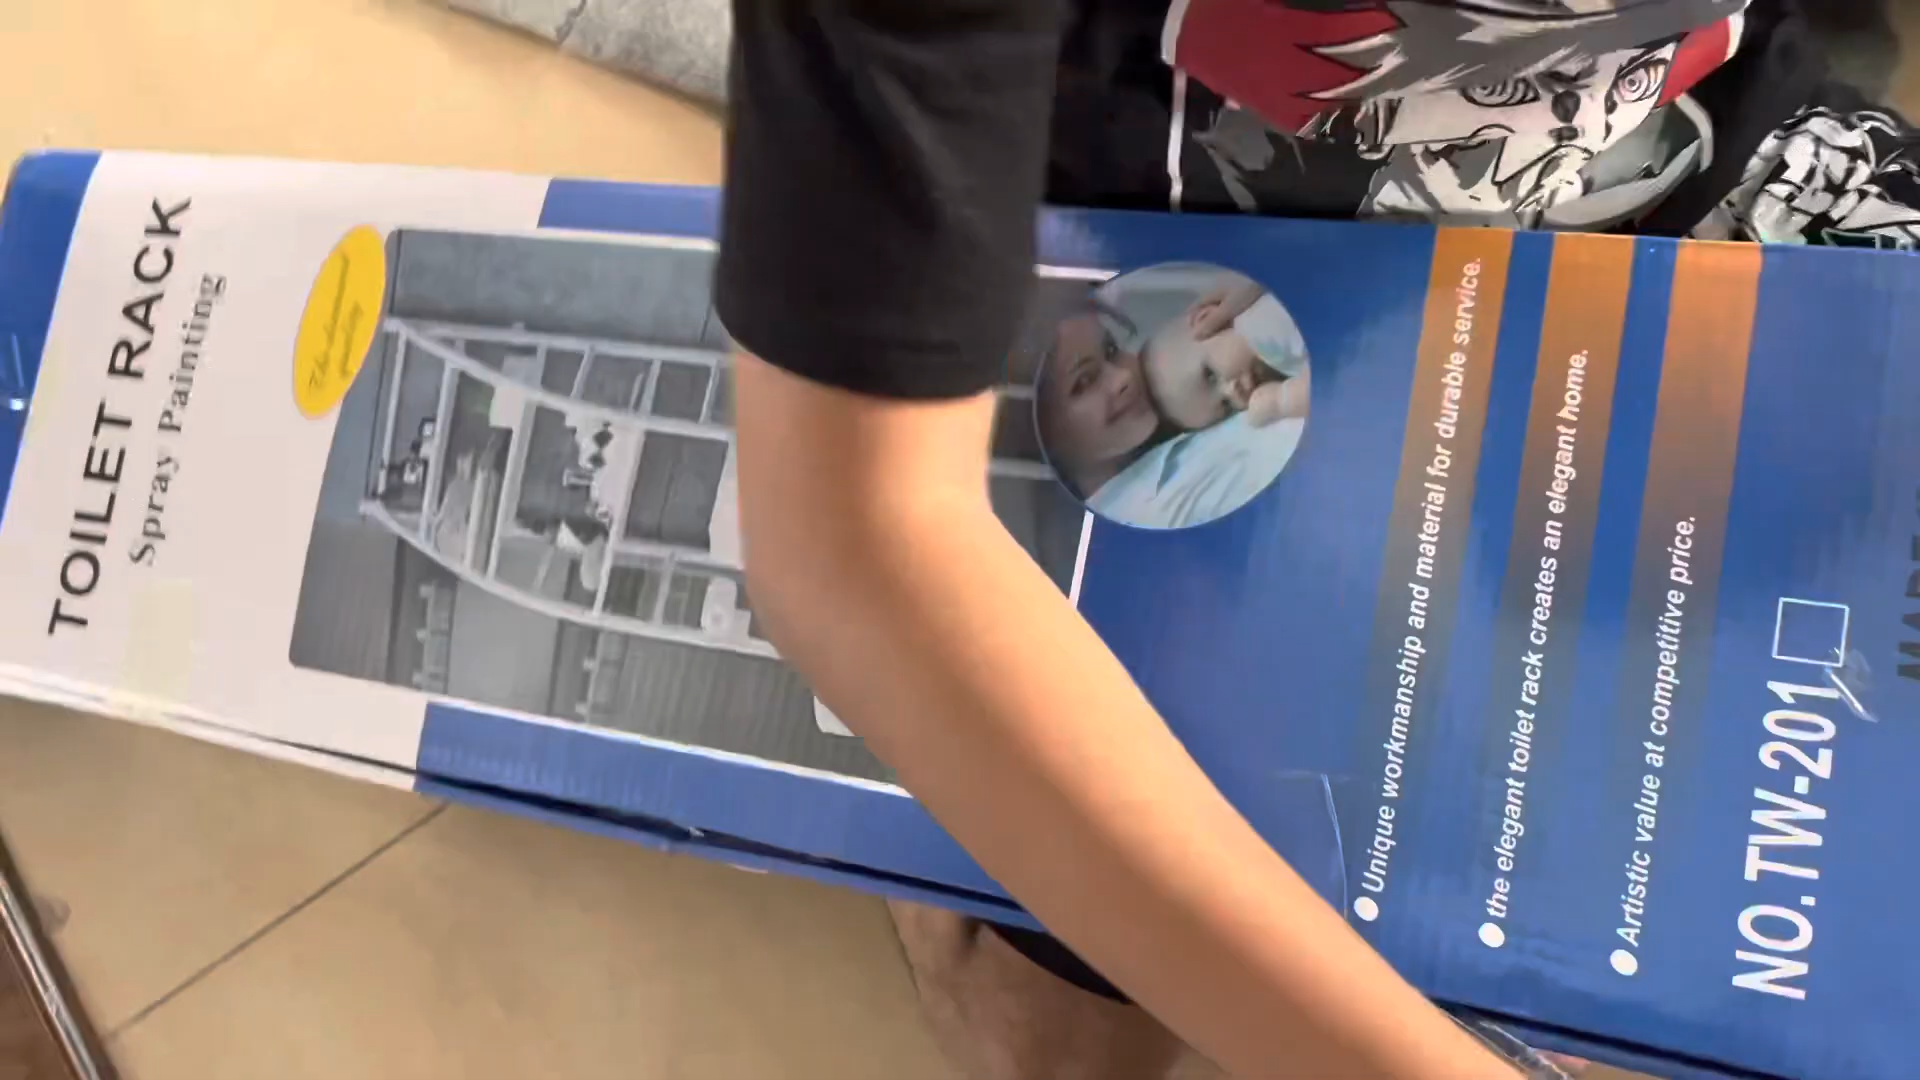 TOILET RACK
Spray Painting
● Unique workmanship and material for durable service.
● the elegant toilet rack creates an elegant home.
● Artistic value at competitive price.
NO.TW-201